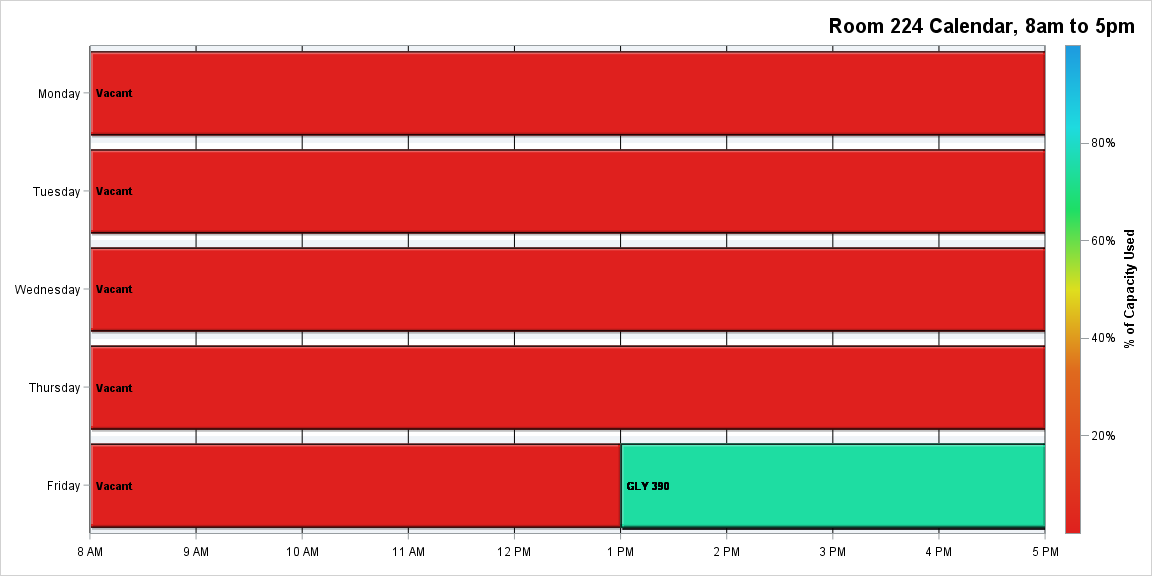 Room 224 Calendar, 8am to 5pm
Monday
Vacant
Tuesday
Vacant
Wednesday
Vacant
Thursday
Vacant
Friday
Vacant
GLY 390
8 AM
9 AM
10 AM
11 AM
12 PM
1 PM
2 PM
3 PM
4 PM
5 PM
80%
60%
40%
20%
% of Capacity Used